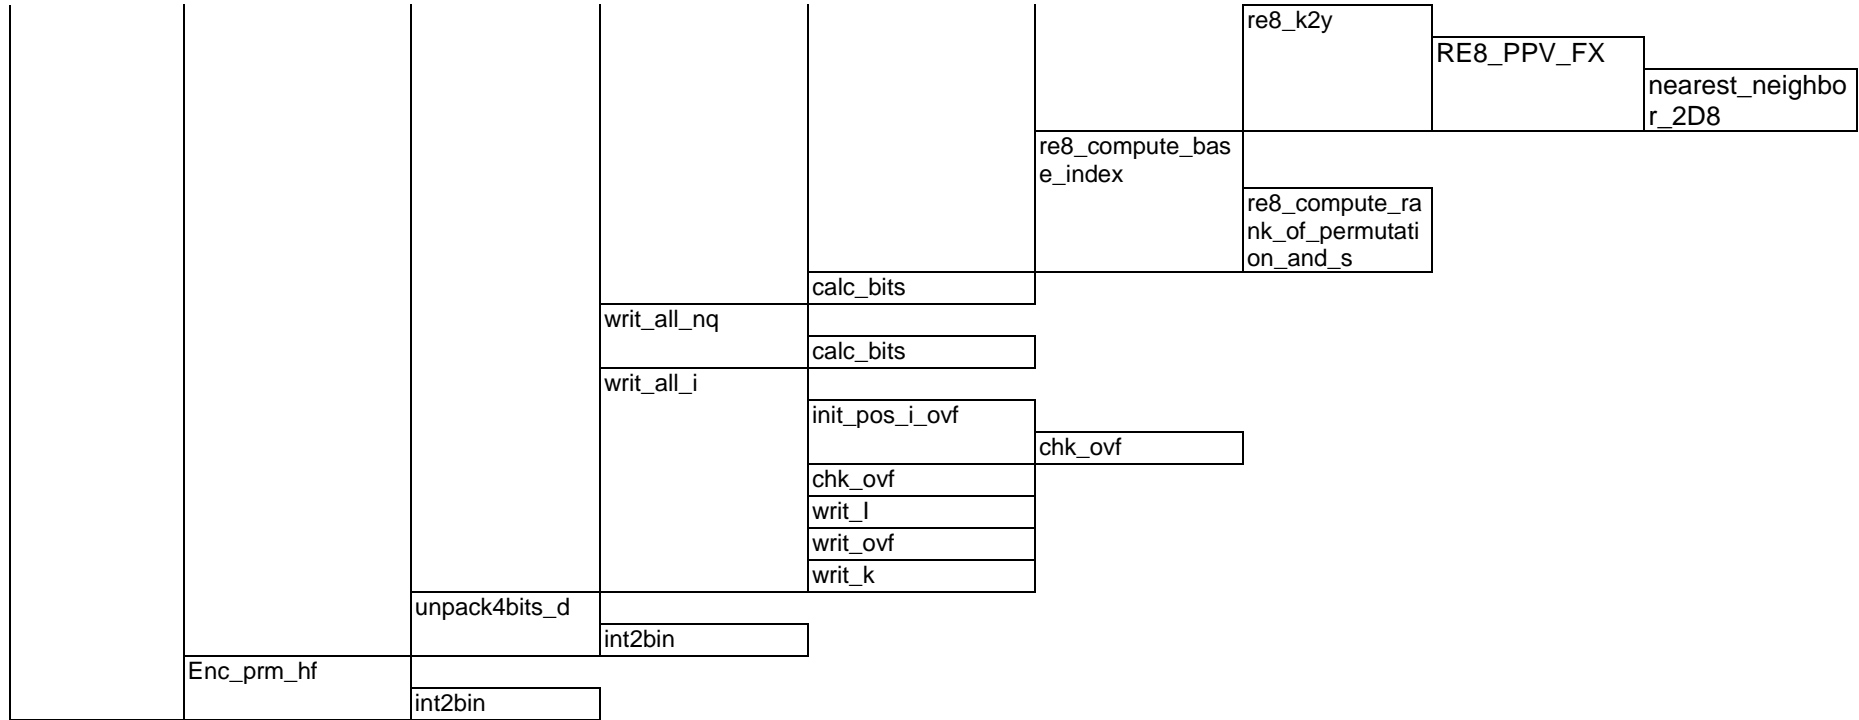 re8_k2y
RE8_PPV_FX
nearest_neighbo
r_2D8
re8_compute_bas
e_index
re8_compute_ra
nk_of_permutati
on_and_s
calc_bits
writ_all_nq
calc_bits
writ_all_i
init_pos_i_ovf
chk_ovf
chk_ovf
writ_I
writ_ovf
writ_k
unpack4bits_d
int2bin
Enc_prm_hf
int2bin